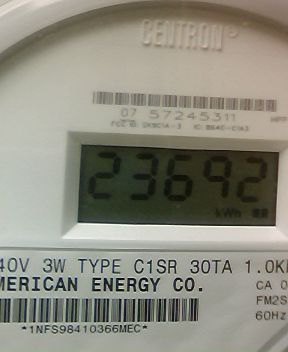 CENTRON
07 57245311
23692
kWh
40V 3W TYPE C1SR 30TA 1.0K
MERICAN ENERGY CO. CA 0
FM2S
60Hz
*1NFS98410366MEC*